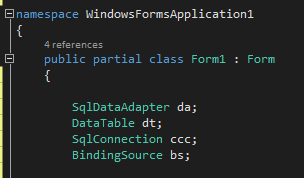 namespace WindowsFormsApplication1
{
4 references
public partial class Form1 : Form
{
SqlDataAdapter da;
DataTable dt;
SqlConnection ccc;
BindingSource bs;